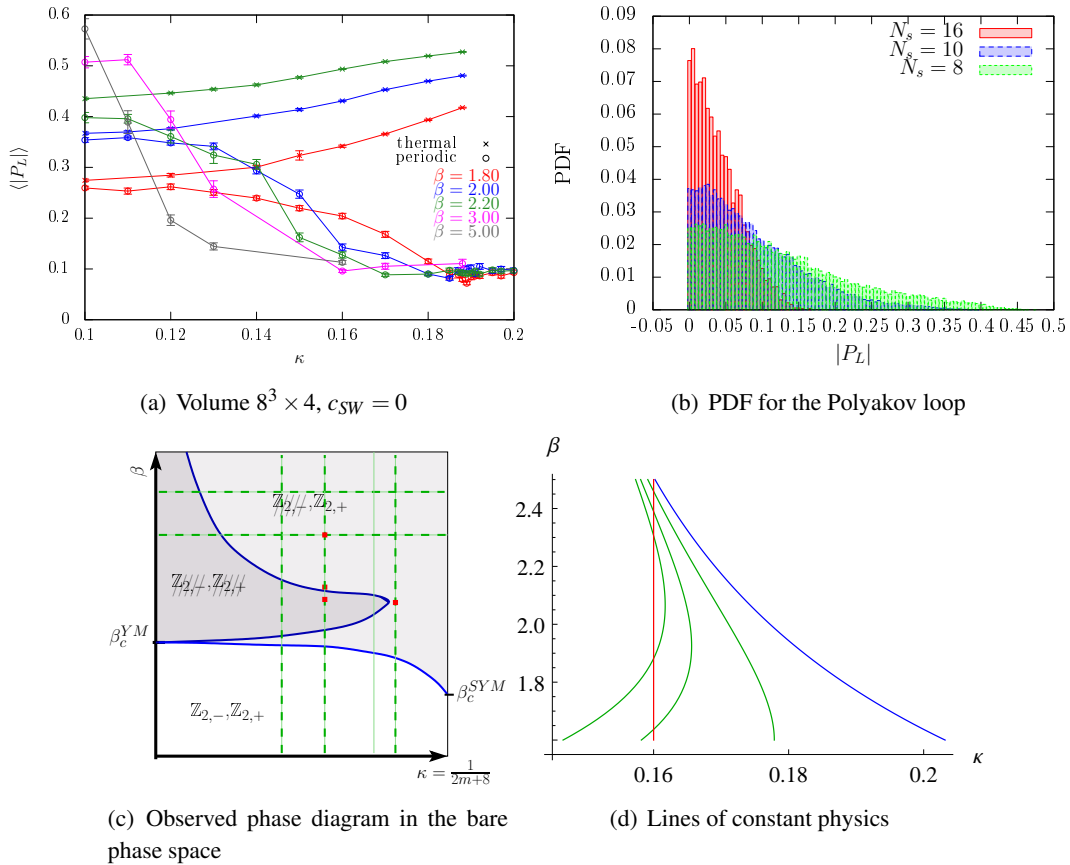 0.6
0.5
0.4
0.3
0.2
0.1
0
⟨|P_L|⟩
thermal ×
periodic ○
β = 1.80
β = 2.00
β = 2.20
β = 3.00
β = 5.00
0.1 0.12 0.14 0.16 0.18 0.2
κ
(a) Volume 8³ × 4, c_SW = 0
0.09
0.08
0.07
0.06
0.05
0.04
0.03
0.02
0.01
0
PDF
N_s = 16
N_s = 10
N_s = 8
-0.05 0 0.05 0.1 0.15 0.2 0.25 0.3 0.35 0.4 0.45 0.5
|P_L|
(b) PDF for the Polyakov loop
β
ℤ_{2,-}, ℤ_{2,+}
ℤ_{2,-}, ℤ_{2,+}
β_c^{YM}
β_c^{SYM}
ℤ_{2,-}, ℤ_{2,+}
κ = 1/(2m+8)
(c) Observed phase diagram in the bare
phase space
β
2.4
2.2
2.0
1.8
0.16 0.18 0.2
κ
(d) Lines of constant physics